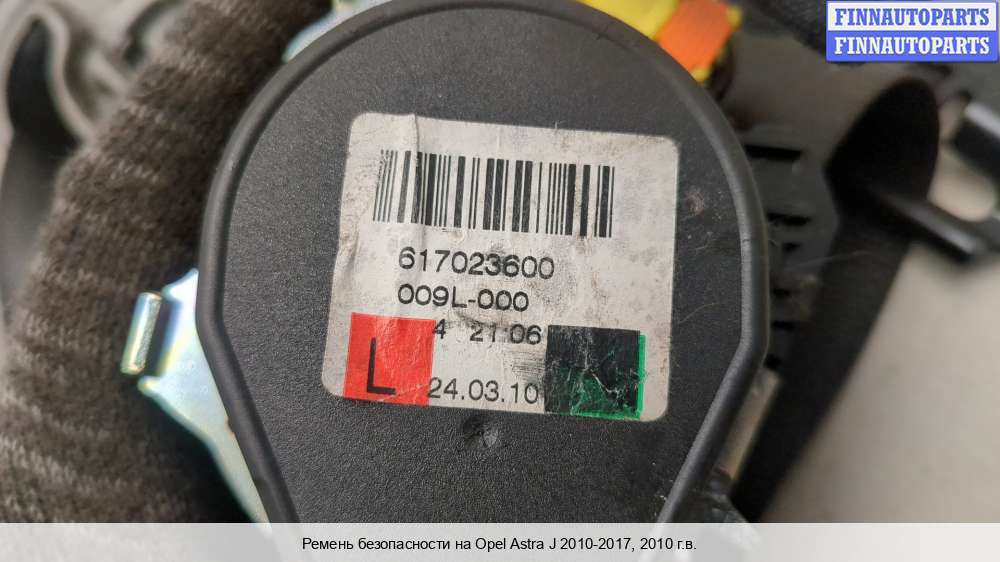 FINNAUTOPARTS
FINNAUTOPARTS
617023600
009L-000
4 21:06
L 24.03.10
Ремень безопасности на Opel Astra J 2010-2017, 2010 г.в.